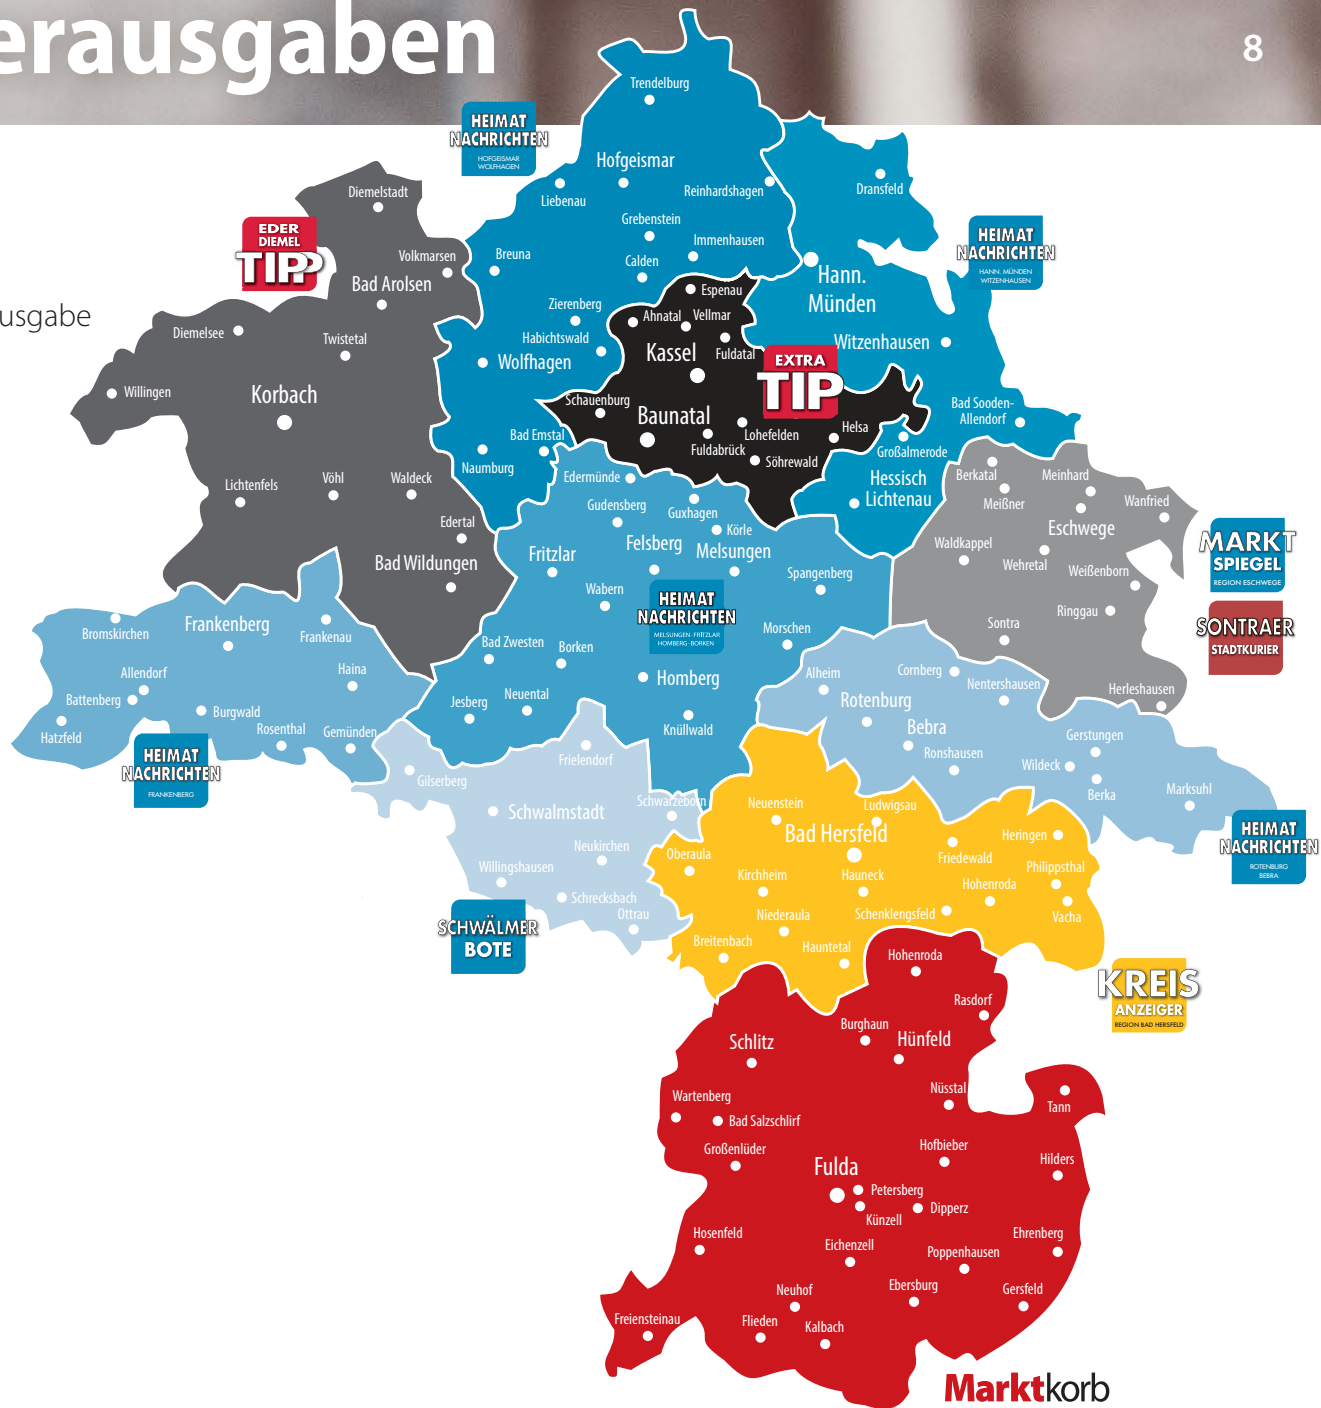 erausgaben
8
usgabe
HEIMAT
NACHRICHTEN
HOFGEISMAR
WOLFHAGEN
Trendelburg
Hofgeismar
Liebenau
Reinhardshagen
Grebenstein
Immenhausen
Calden
Breuna
Zierenberg
Habichtswald
Wolfhagen
Bad Emstal
Naumburg
Dransfeld
HEIMAT
NACHRICHTEN
HANN. MÜNDEN
WITZENHAUSEN
Hann.
Münden
Witzenhausen
Bad Sooden-
Allendorf
Großalmerode
Hessisch
Lichtenau
EDER
DIEMEL
TIPP
Diemelstadt
Volkmarsen
Bad Arolsen
Diemelsee
Twistetal
Willingen
Korbach
Lichtenfels
Vöhl
Waldeck
Edertal
Bad Wildungen
EXTRA
TIP
Espenau
Ahnatal
Vellmar
Kassel
Fuldatal
Schauenburg
Baunatal
Lohefelden
Helsa
Fuldabrück
Söhrewald
Edermünde
Gudensberg
Guxhagen
Körle
Felsberg
Melsungen
Fritzlar
Wabern
Spangenberg
HEIMAT
NACHRICHTEN
MELSUNGEN · FRITZLAR
HOMBERG · BORKEN
Morschen
Bad Zwesten
Borken
Homberg
Jesberg
Neuental
Knüllwald
Berkatal
Meinhard
Meißner
Wanfried
Eschwege
Waldkappel
Wehretal
Weißenborn
Ringgau
Sontra
Herleshausen
MARKT
SPIEGEL
REGION ESCHWEGE
SONTRAER
STADTKURIER
Bromskirchen
Frankenberg
Frankenau
Allendorf
Haina
Battenberg
Burgwald
Hatzfeld
Rosenthal
Gemünden
HEIMAT
NACHRICHTEN
FRANKENBERG
Alheim
Cornberg
Rotenburg
Nentershausen
Bebra
Ronshausen
Gerstungen
Wildeck
Berka
Marksuhl
HEIMAT
NACHRICHTEN
ROTENBURG
BEBRA
Frielendorf
Gilserberg
Schwalmstadt
Schwarzeborn
Neukirchen
Willingshausen
Schrecksbach
Ottrau
SCHWÄLMER
BOTE
Neuenstein
Ludwigsau
Bad Hersfeld
Heringen
Oberaula
Friedewald
Philippsthal
Kirchheim
Hauneck
Hohenroda
Niederaula
Schenklengsfeld
Vacha
Breitenbach
Hauntetal
KREIS
ANZEIGER
REGION BAD HERSFELD
Hohenroda
Rasdorf
Burghaun
Schlitz
Hünfeld
Nüsstal
Tann
Wartenberg
Bad Salzschlirf
Großenlüder
Hofbieber
Hilders
Fulda
Petersberg
Künzell
Dipperz
Hosenfeld
Eichenzell
Ehrenberg
Poppenhausen
Neuhof
Ebersburg
Gersfeld
Freiensteinau
Flieden
Kalbach
Marktkorb